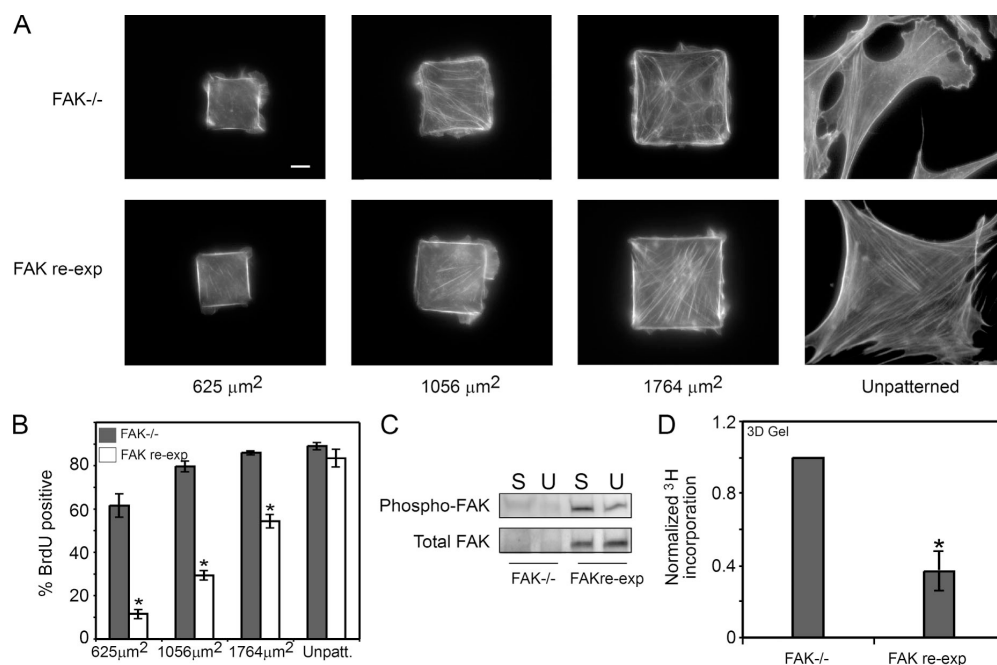 A
FAK-/-
FAK re-exp
625 μm2
1056 μm2
1764 μm2
Unpatterned
B
FAK-/-
FAK re-exp
% BrdU positive
80
60
40
20
0
*
*
*
625μm2
1056μm2
1764μm2
Unpatt.
C
S U S U
Phospho-FAK
Total FAK
FAK-/- FAKre-exp
D
3D Gel
Normalized 3H
incorporation
1.2
0.8
0.4
0
*
FAK-/-
FAK re-exp